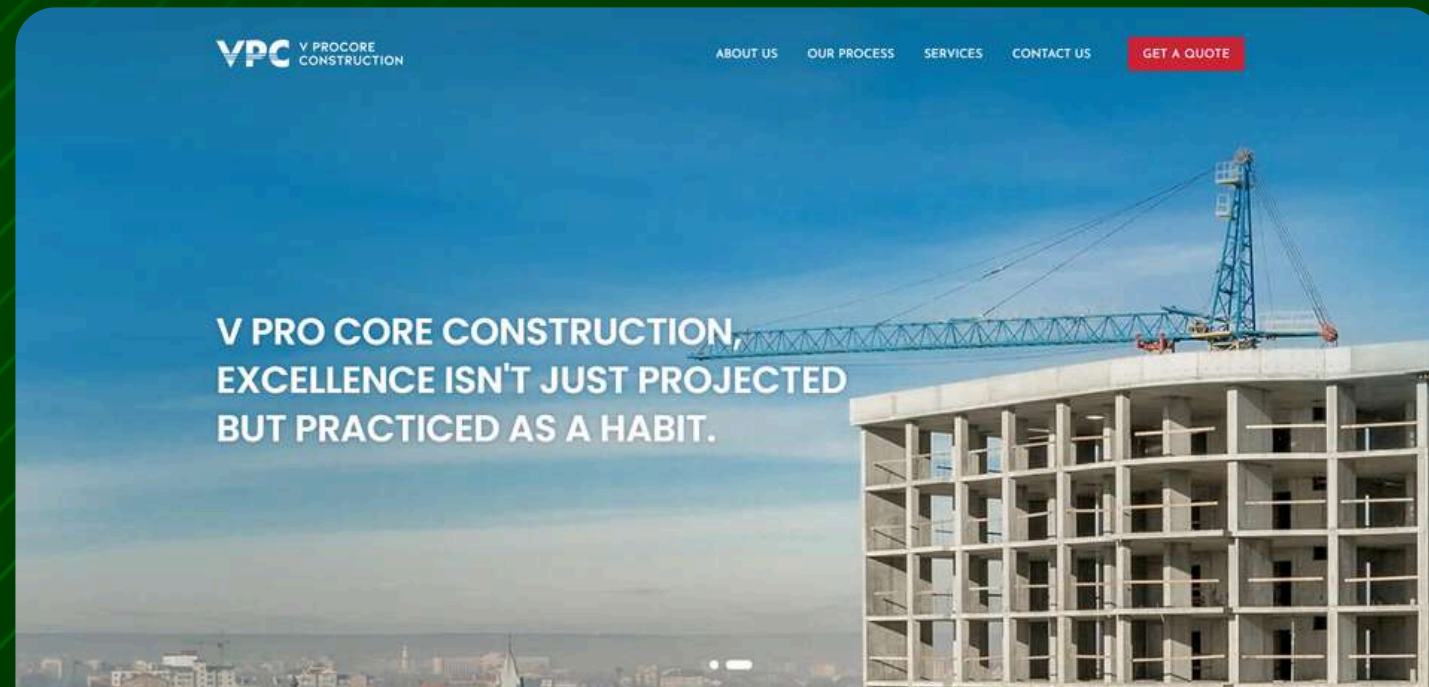 VPC V PROCORE
CONSTRUCTION
ABOUT US OUR PROCESS SERVICES CONTACT US GET A QUOTE
V PRO CORE CONSTRUCTION,
EXCELLENCE ISN'T JUST PROJECTED
BUT PRACTICED AS A HABIT.